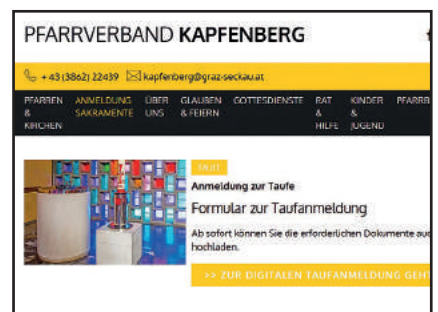 PFARRVERBAND KAPFENBERG
+ 43 (3862) 22439 kapfenberg@graz-seckau.at
PFARREN & KIRCHEN
ANMELDUNG SAKRAMENTE
ÜBER UNS
GLAUBEN & FEIERN
GOTTESDIENSTE
RAT & HILFE
KINDER & JUGEND
PFARRB
Anmeldung zur Taufe
Formular zur Taufanmeldung
Ab sofort können Sie die erforderlichen Dokumente auc
hochladen.
>> ZUR DIGITALEN TAUFANMELDUNG GEHT